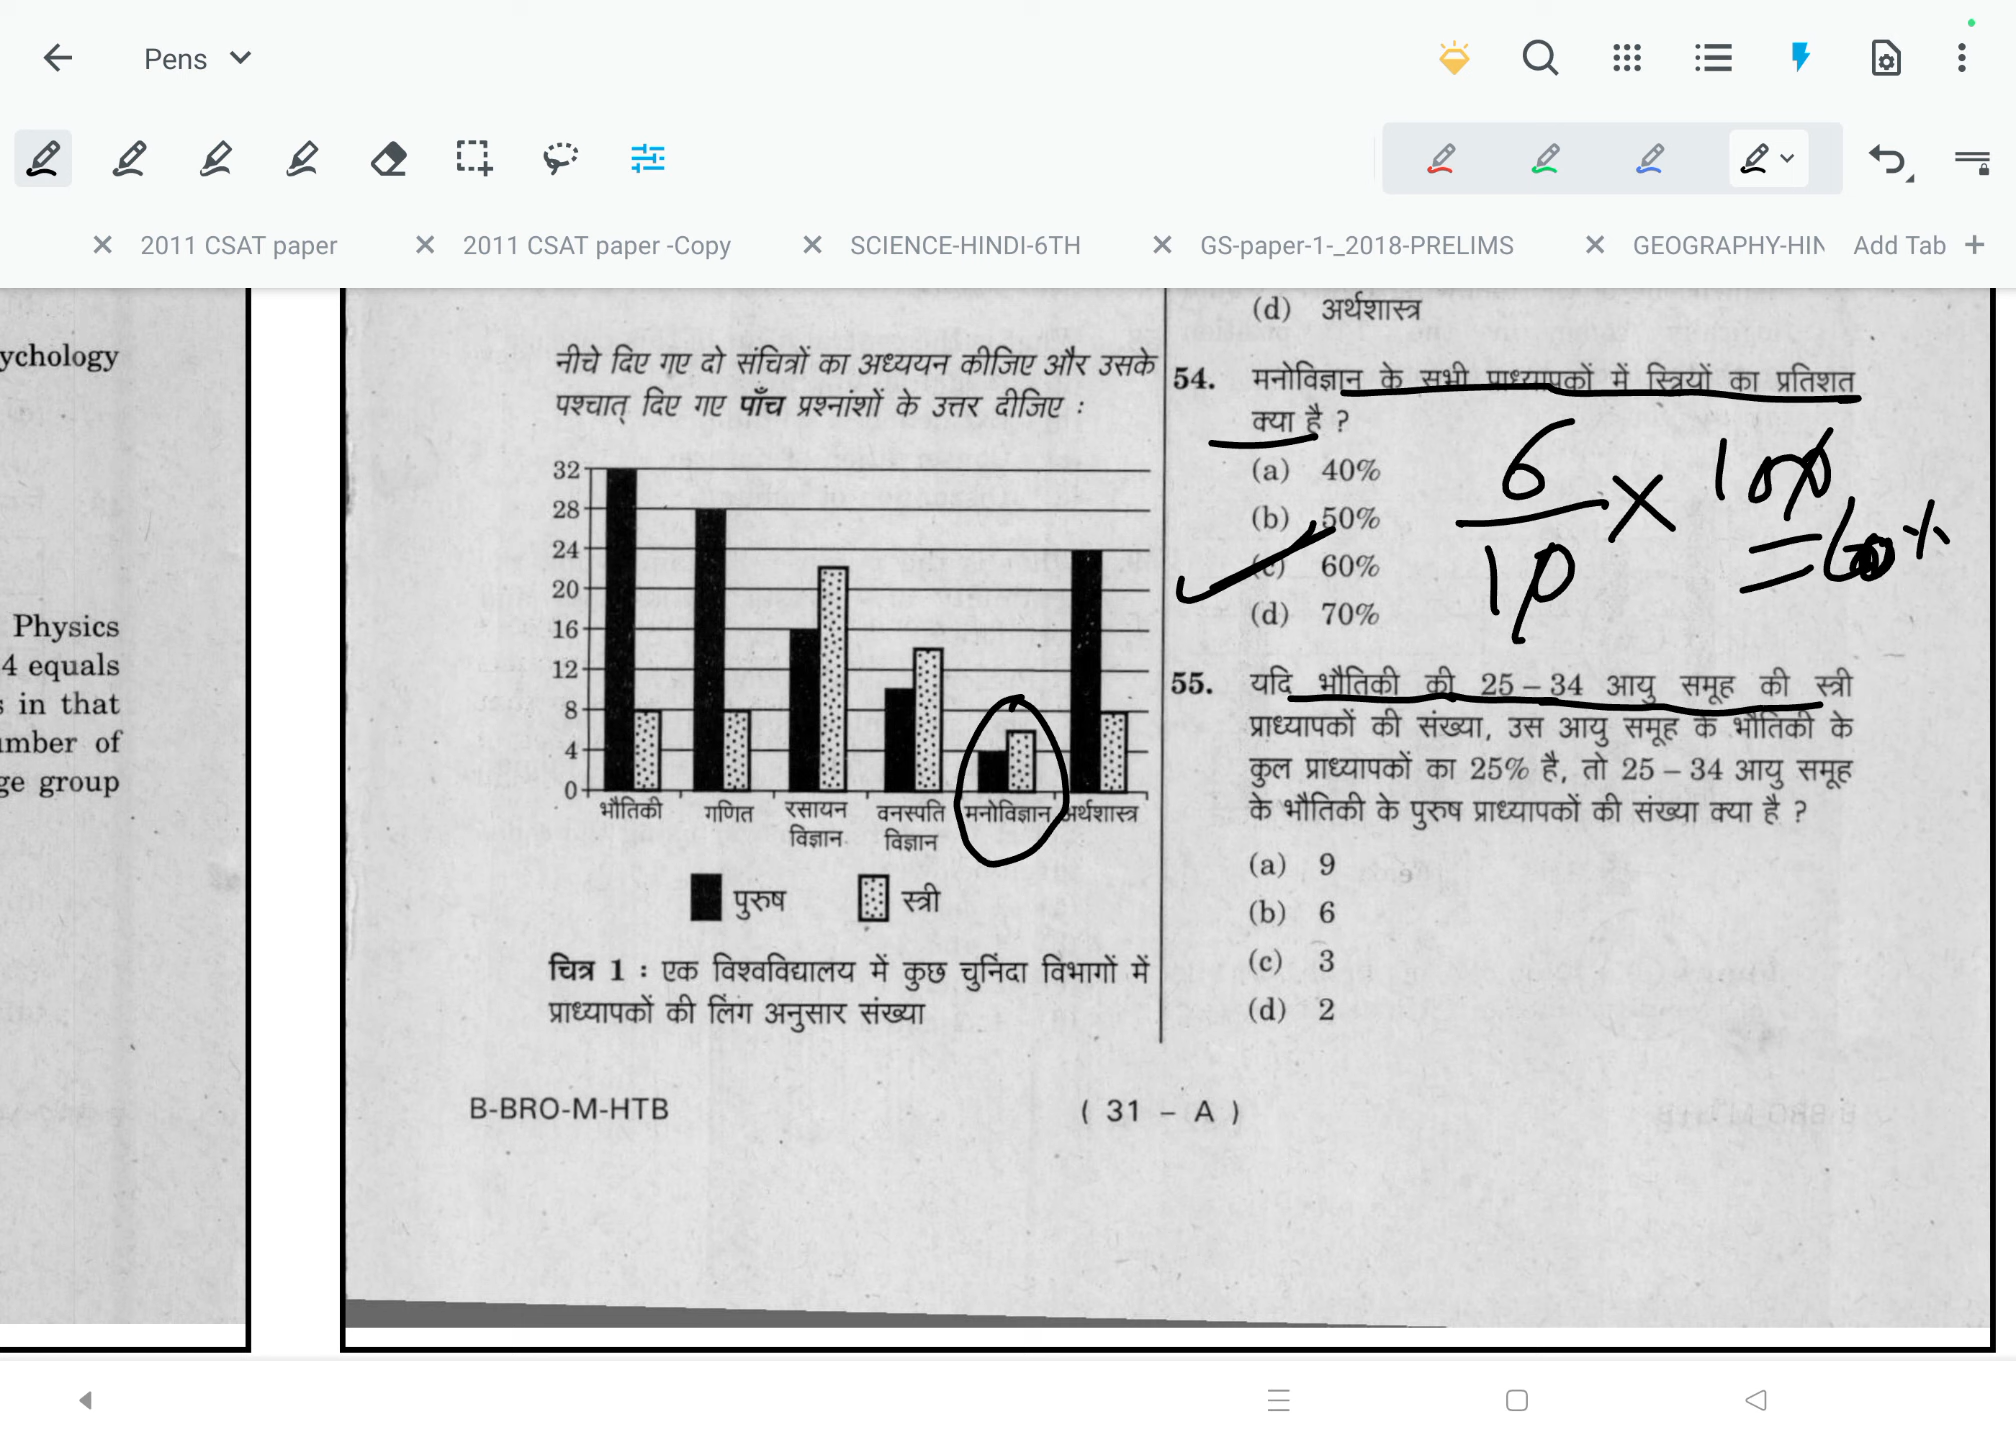 Pens
2011 CSAT paper
2011 CSAT paper -Copy
SCIENCE-HINDI-6TH
GS-paper-1-_2018-PRELIMS
GEOGRAPHY-HIN
Add Tab +
ychology
Physics
4 equals
s in that
umber of
ge group
नीचे दिए गए दो संचित्रों का अध्ययन कीजिए और उसके
पश्चात् दिए गए पाँच प्रश्नांशों के उत्तर दीजिए :
32
28
24
20
16
12
8
4
0
भौतिकी
गणित
रसायन
विज्ञान
वनस्पति
विज्ञान
मनोविज्ञान
अर्थशास्त्र
पुरुष
स्त्री
चित्र 1 : एक विश्वविद्यालय में कुछ चुनिंदा विभागों में
प्राध्यापकों की लिंग अनुसार संख्या
(d) अर्थशास्त्र
54. मनोविज्ञान के सभी प्राध्यापकों में स्त्रियों का प्रतिशत
क्या है ?
(a) 40%
(b) 50%
(c) 60%
(d) 70%
6
10
× 100
= 60%
55. यदि भौतिकी की 25 – 34 आयु समूह की स्त्री
प्राध्यापकों की संख्या, उस आयु समूह के भौतिकी के
कुल प्राध्यापकों का 25% है, तो 25 – 34 आयु समूह
के भौतिकी के पुरुष प्राध्यापकों की संख्या क्या है ?
(a) 9
(b) 6
(c) 3
(d) 2
B-BRO-M-HTB
( 31 – A )